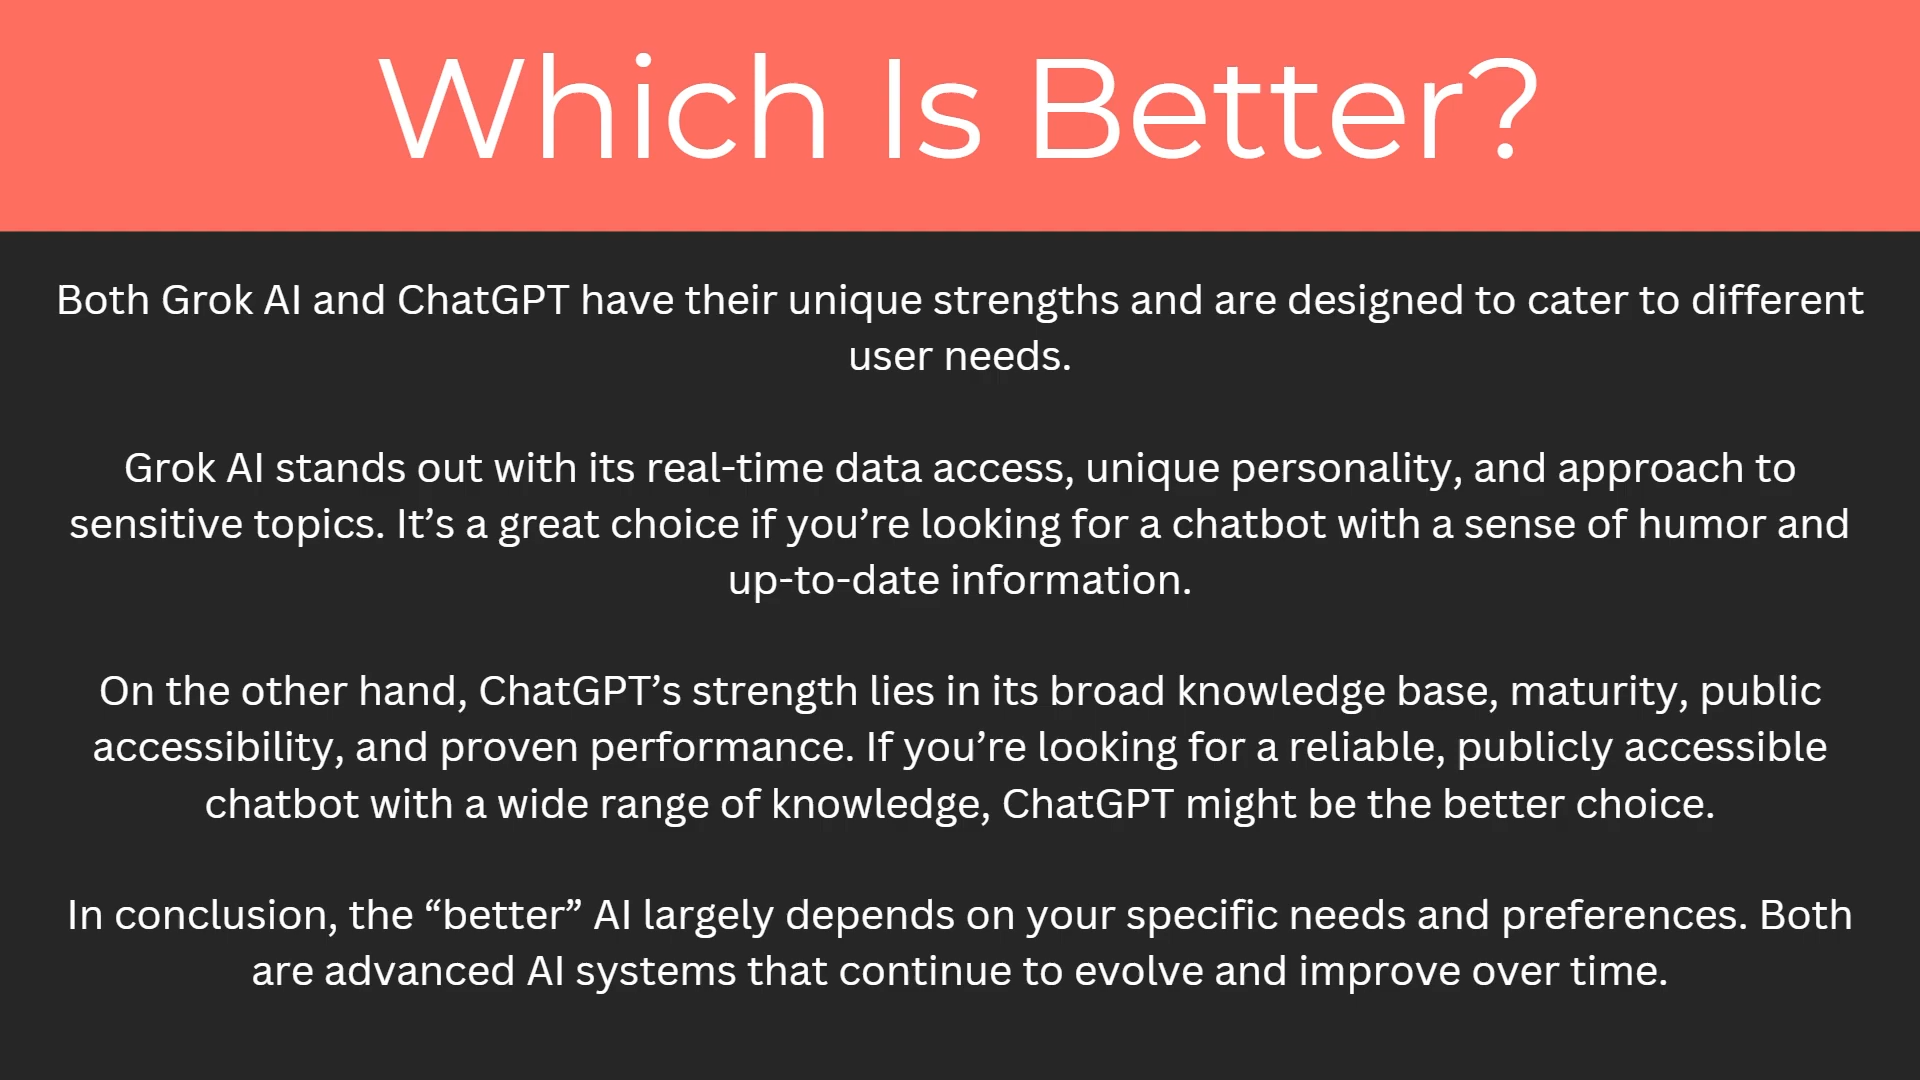 Which Is Better?
Both Grok AI and ChatGPT have their unique strengths and are designed to cater to different
user needs.
Grok AI stands out with its real-time data access, unique personality, and approach to
sensitive topics. It’s a great choice if you’re looking for a chatbot with a sense of humor and
up-to-date information.
On the other hand, ChatGPT’s strength lies in its broad knowledge base, maturity, public
accessibility, and proven performance. If you’re looking for a reliable, publicly accessible
chatbot with a wide range of knowledge, ChatGPT might be the better choice.
In conclusion, the “better” AI largely depends on your specific needs and preferences. Both
are advanced AI systems that continue to evolve and improve over time.